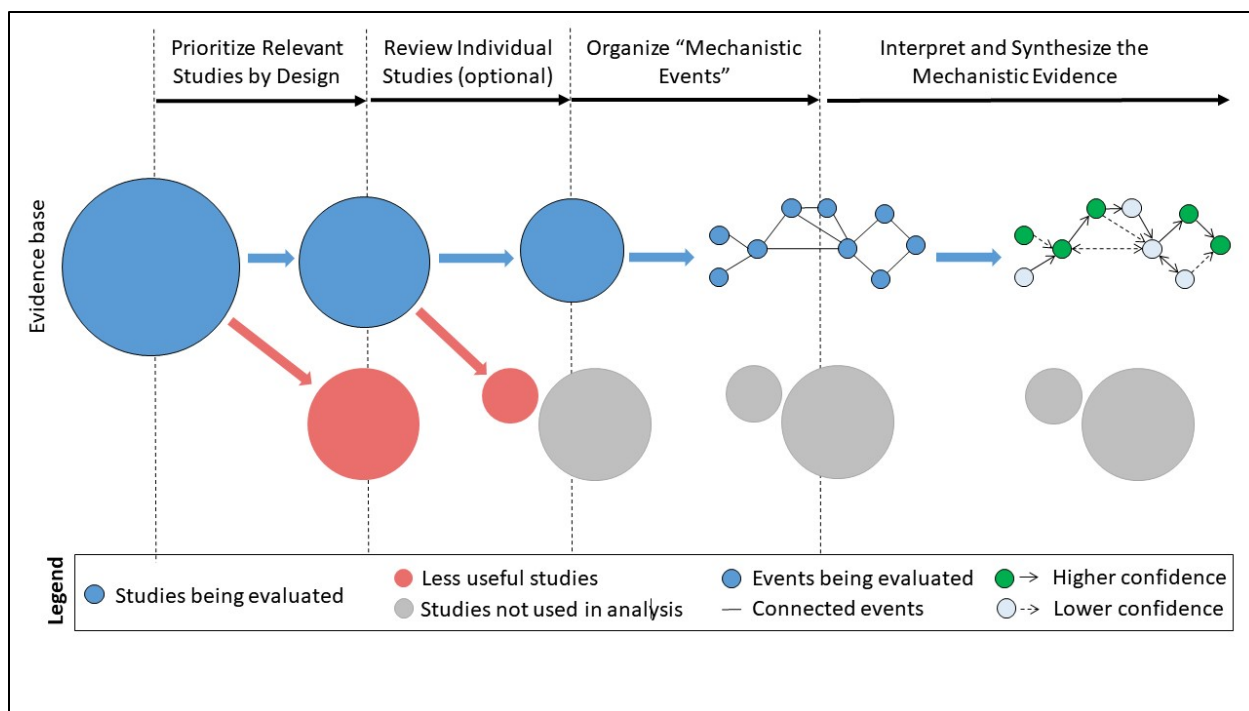 Prioritize Relevant
Studies by Design
Review Individual
Studies (optional)
Organize “Mechanistic
Events”
Interpret and Synthesize the
Mechanistic Evidence
Evidence base
Legend
Studies being evaluated
Less useful studies
Studies not used in analysis
Events being evaluated
Connected events
Higher confidence
Lower confidence